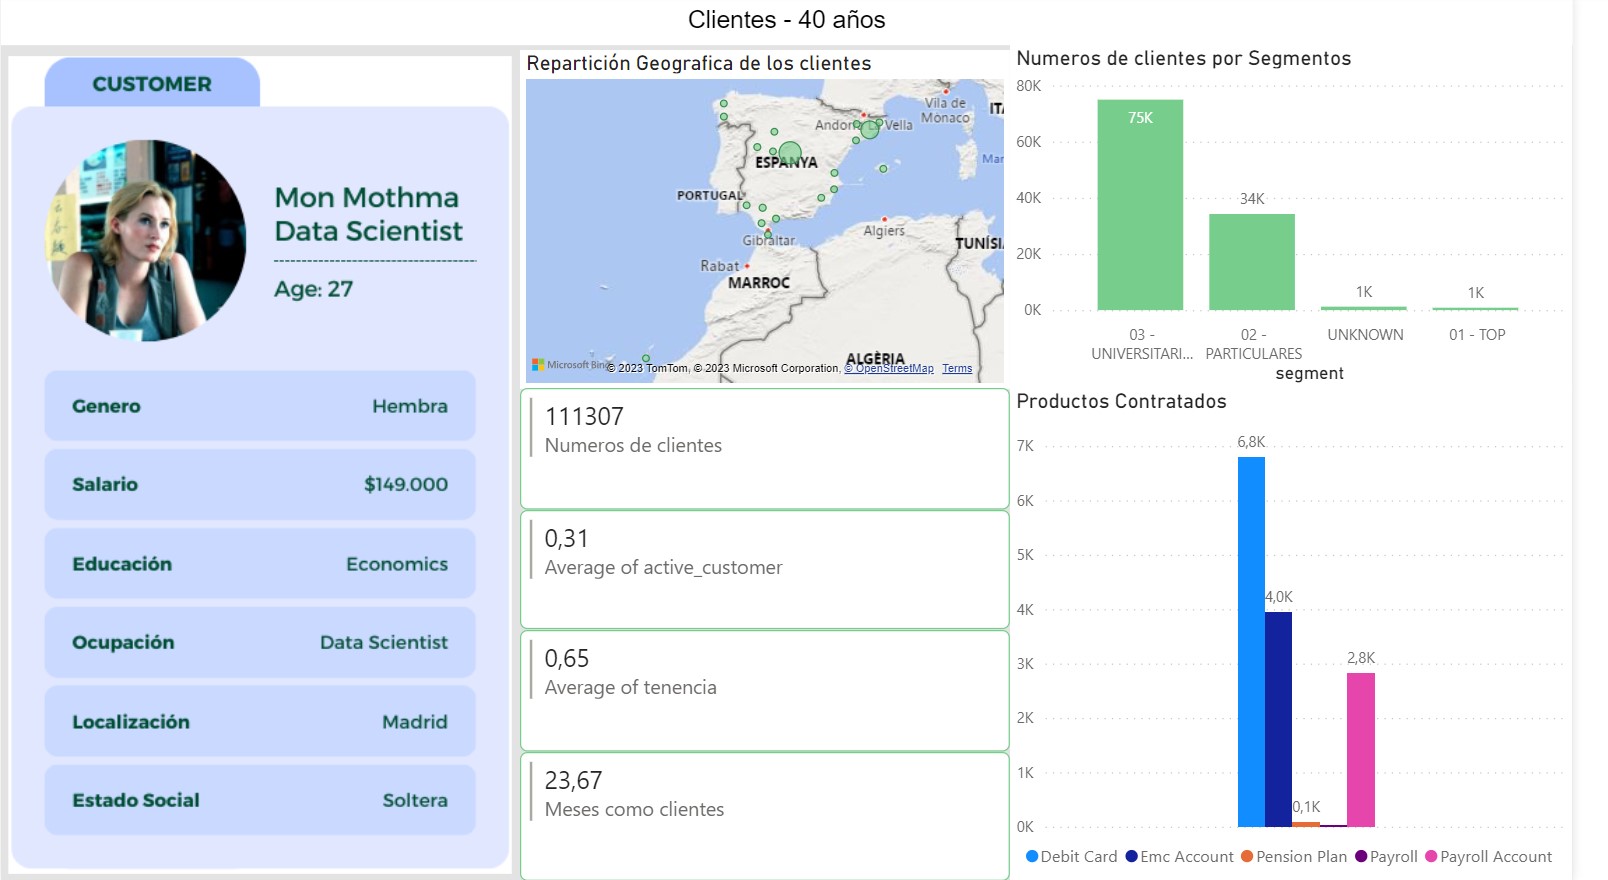 Clientes - 40 años
CUSTOMER
Mon Mothma
Data Scientist
Age: 27
Genero Hembra
Salario $149.000
Educación Economics
Ocupación Data Scientist
Localización Madrid
Estado Social Soltera
Repartición Geografica de los clientes
Vila de
Mónaco
ITA
Andorra La Vella
Mar
ESPANYA
PORTUGAL
Gibraltar
Algiers
TUNÍSI
Rabat
MARROC
ALGÈRIA
Microsoft Bing
© 2023 TomTom, © 2023 Microsoft Corporation, © OpenStreetMap Terms
111307
Numeros de clientes
0,31
Average of active_customer
0,65
Average of tenencia
23,67
Meses como clientes
Numeros de clientes por Segmentos
80K
60K
40K
20K
0K
75K
34K
1K
1K
03 -
UNIVERSITARI...
02 -
PARTICULARES
UNKNOWN
01 - TOP
segment
Productos Contratados
7K
6K
5K
4K
3K
2K
1K
0K
6,8K
4,0K
0,1K
2,8K
Debit Card Emc Account Pension Plan Payroll Payroll Account